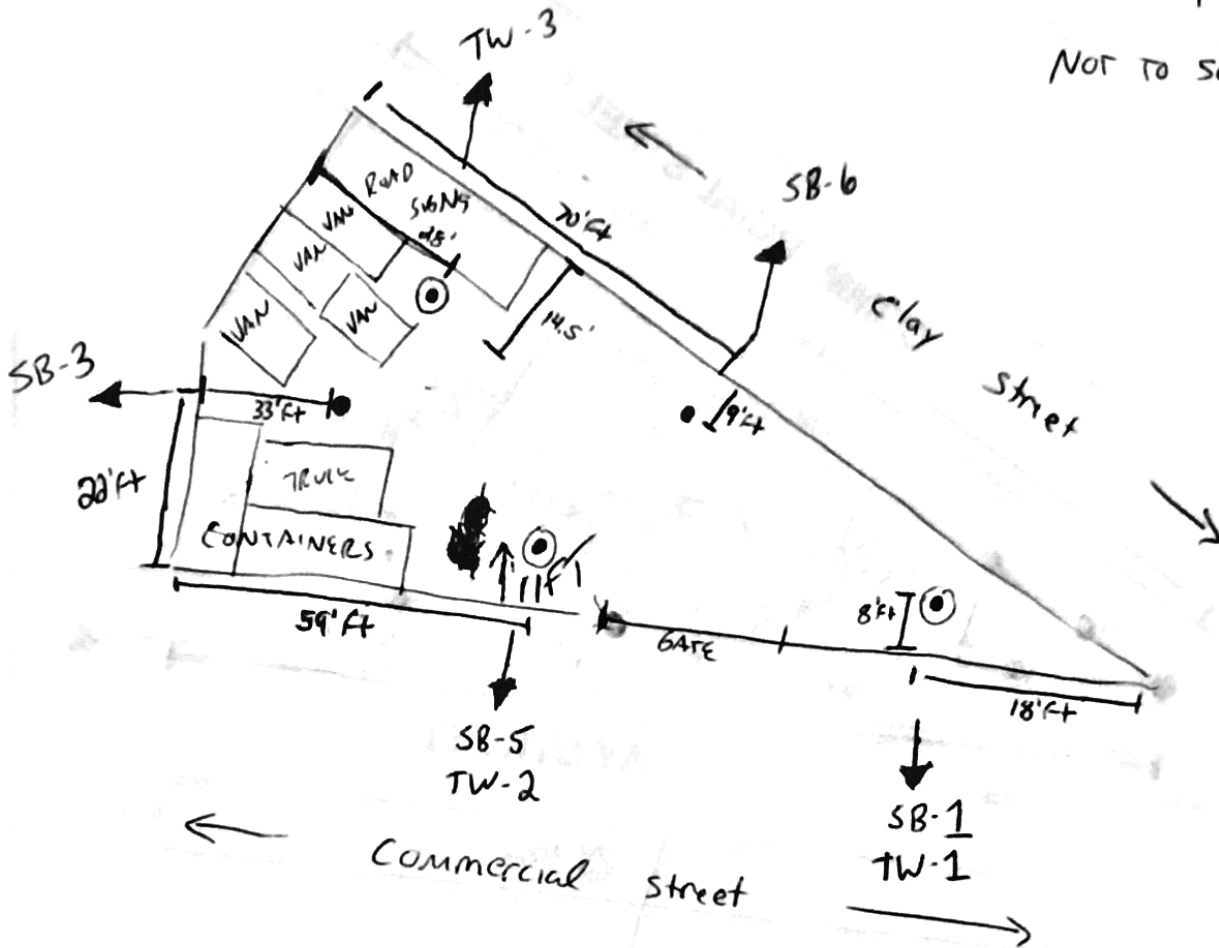 TW-3
NOT TO
SB-6
ROAD
SIGNS
70'Ft
VAN
VAN
VAN
VAN
14.5'
Clay
Street
SB-3
33'Ft
9'Ft
22'Ft
TRUCK
CONTAINERS
11Ft
8'Ft
59'Ft
GATE
18'Ft
SB-5
TW-2
SB-1
TW-1
Commercial Street